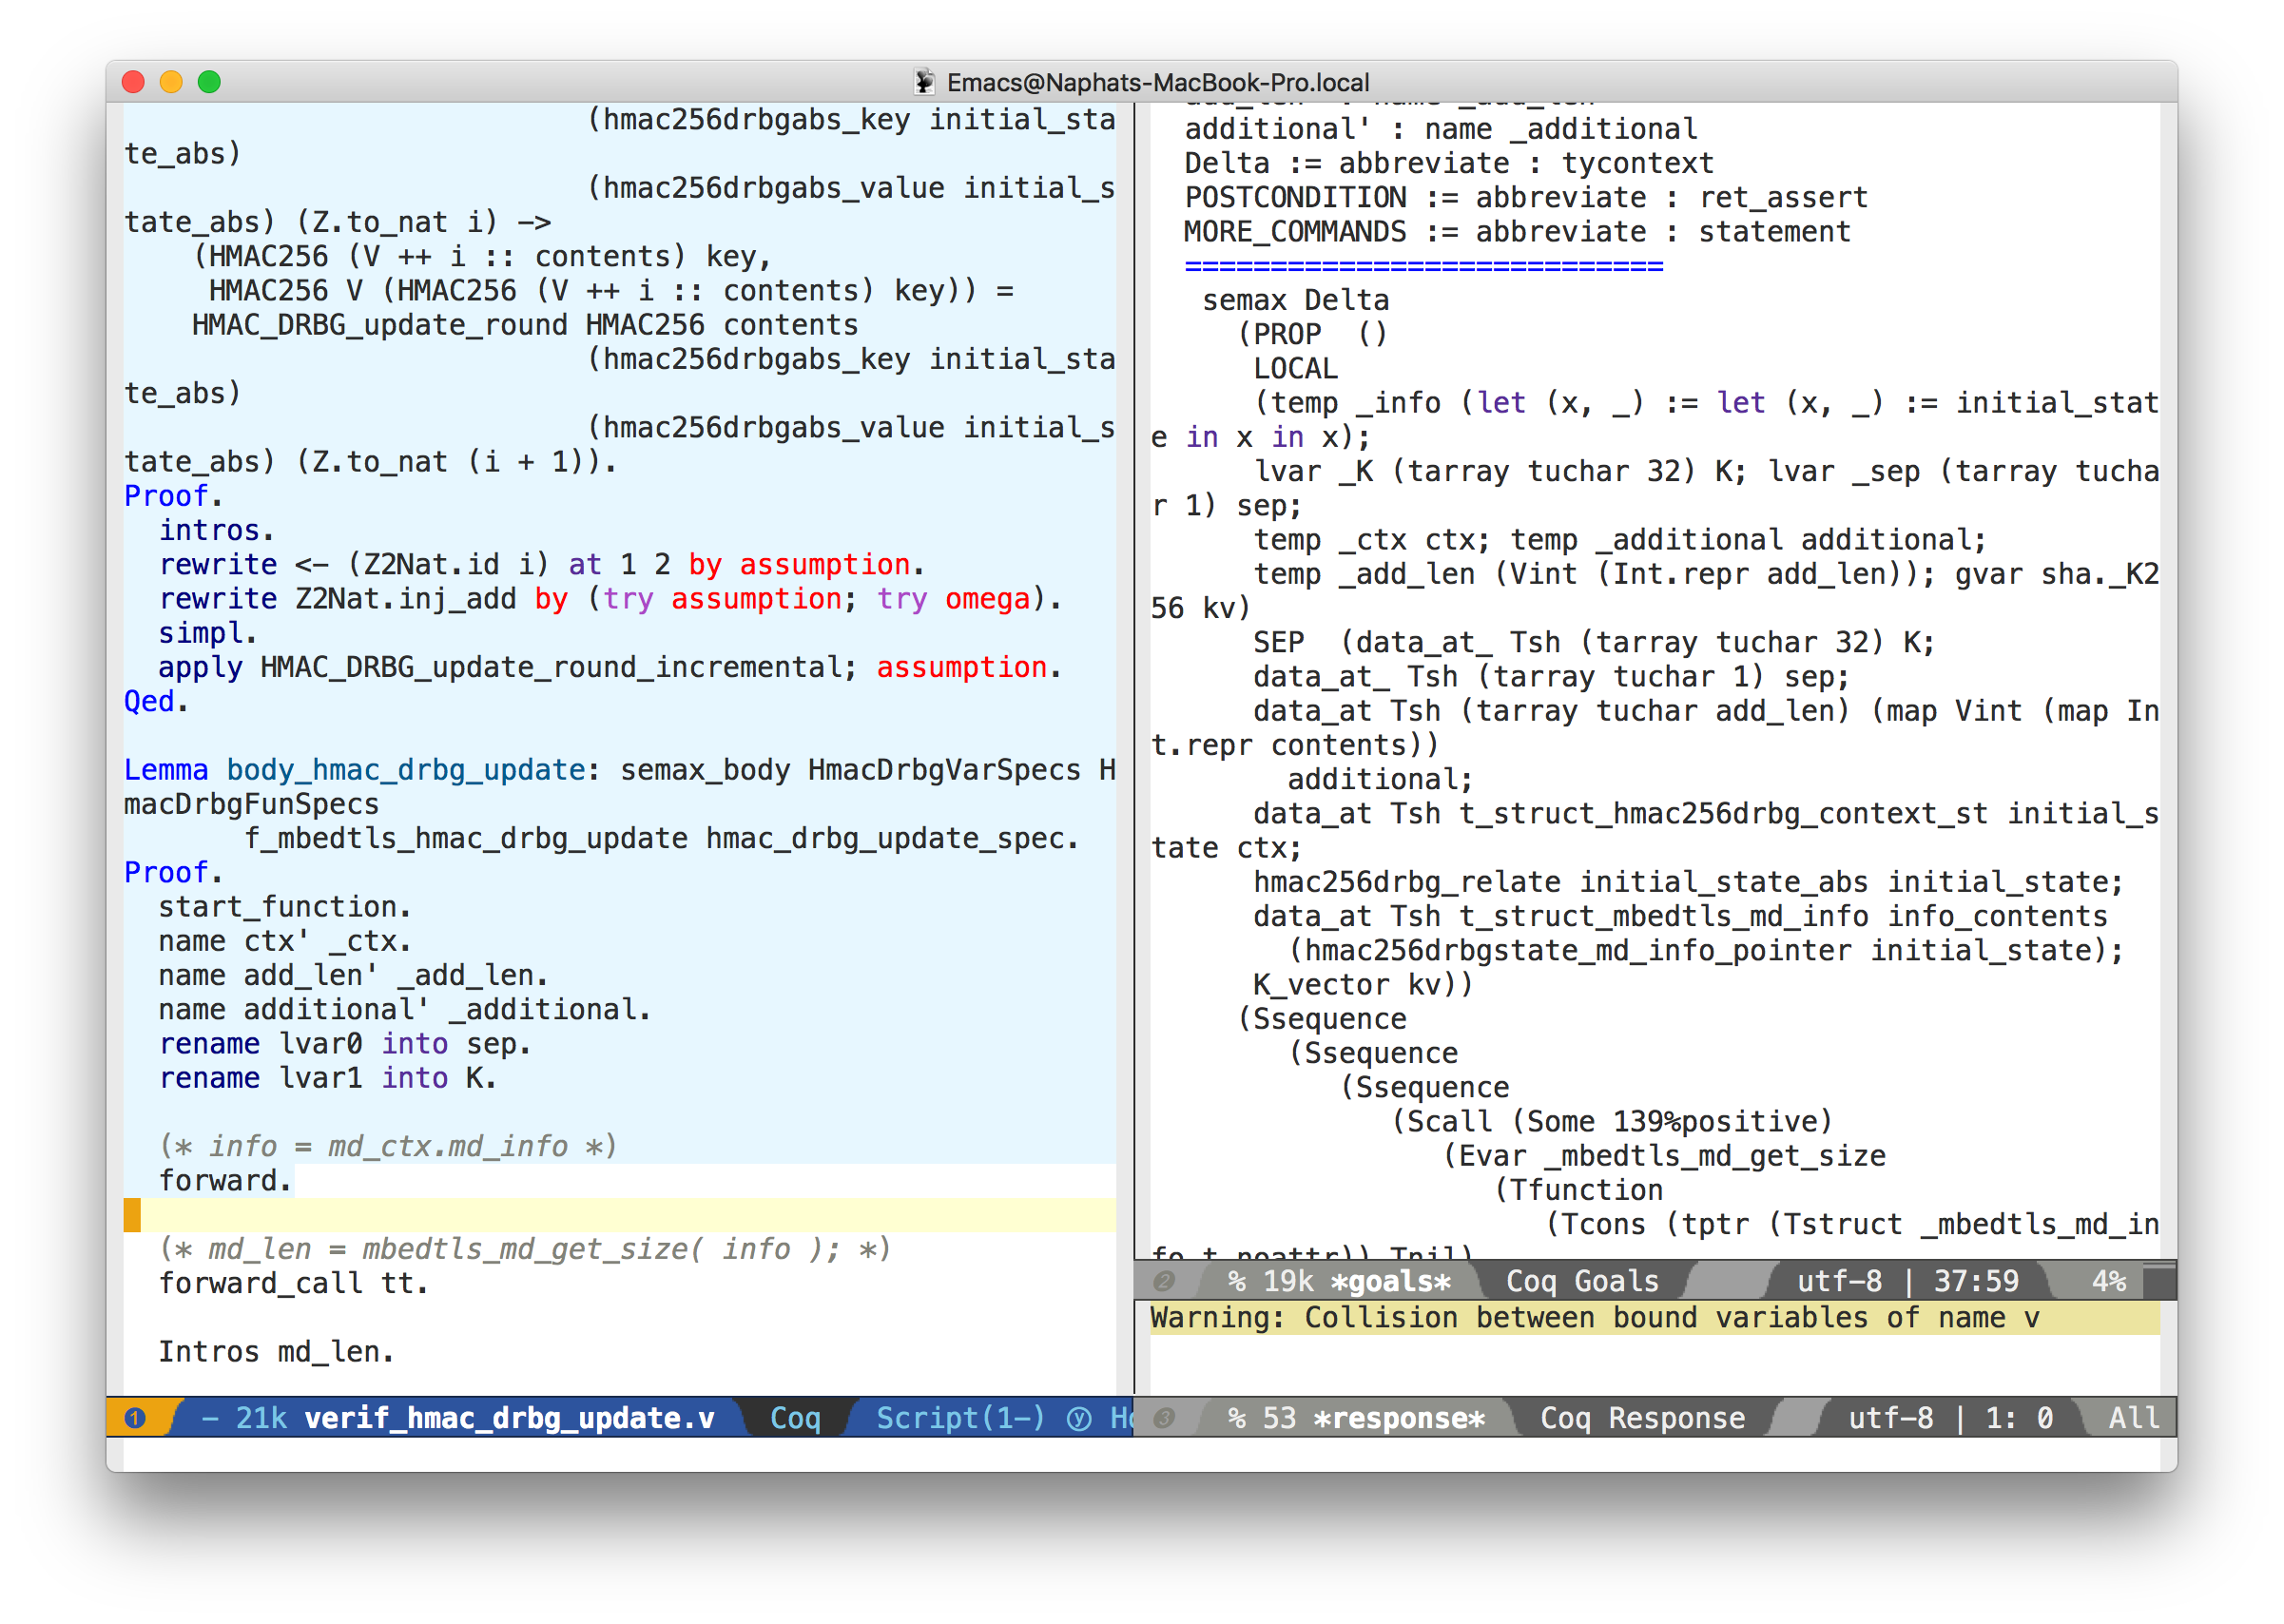 Emacs@Naphats-MacBook-Pro.local
(hmac256drbgabs_key initial_sta
te_abs)
(hmac256drbgabs_value initial_s
tate_abs) (Z.to_nat i) ->
(HMAC256 (V ++ i :: contents) key,
HMAC256 V (HMAC256 (V ++ i :: contents) key)) =
HMAC_DRBG_update_round HMAC256 contents
(hmac256drbgabs_key initial_sta
te_abs)
(hmac256drbgabs_value initial_s
tate_abs) (Z.to_nat (i + 1)).
Proof.
intros.
rewrite <- (Z2Nat.id i) at 1 2 by assumption.
rewrite Z2Nat.inj_add by (try assumption; try omega).
simpl.
apply HMAC_DRBG_update_round_incremental; assumption.
Qed.
Lemma body_hmac_drbg_update: semax_body HmacDrbgVarSpecs H
macDrbgFunSpecs
f_mbedtls_hmac_drbg_update hmac_drbg_update_spec.
Proof.
start_function.
name ctx' _ctx.
name add_len' _add_len.
name additional' _additional.
rename lvar0 into sep.
rename lvar1 into K.
(* info = md_ctx.md_info *)
forward.
(* md_len = mbedtls_md_get_size( info ); *)
forward_call tt.
Intros md_len.
1 - 21k verif_hmac_drbg_update.v Coq Script(1-) ⓨ Ho
add_len' : name _add_len
additional' : name _additional
Delta := abbreviate : tycontext
POSTCONDITION := abbreviate : ret_assert
MORE_COMMANDS := abbreviate : statement
============================
semax Delta
(PROP ()
LOCAL
(temp _info (let (x, _) := let (x, _) := initial_stat
e in x in x);
lvar _K (tarray tuchar 32) K; lvar _sep (tarray tucha
r 1) sep;
temp _ctx ctx; temp _additional additional;
temp _add_len (Vint (Int.repr add_len)); gvar sha._K2
56 kv)
SEP (data_at_ Tsh (tarray tuchar 32) K;
data_at_ Tsh (tarray tuchar 1) sep;
data_at Tsh (tarray tuchar add_len) (map Vint (map In
t.repr contents))
additional;
data_at Tsh t_struct_hmac256drbg_context_st initial_s
tate ctx;
hmac256drbg_relate initial_state_abs initial_state;
data_at Tsh t_struct_mbedtls_md_info info_contents
(hmac256drbgstate_md_info_pointer initial_state);
K_vector kv))
(Ssequence
(Ssequence
(Ssequence
(Scall (Some 139%positive)
(Evar _mbedtls_md_get_size
(Tfunction
(Tcons (tptr (Tstruct _mbedtls_md_in
fo_t noattr)) Tnil)
2 % 19k *goals* Coq Goals utf-8 | 37:59 4%
Warning: Collision between bound variables of name v
3 % 53 *response* Coq Response utf-8 | 1: 0 All